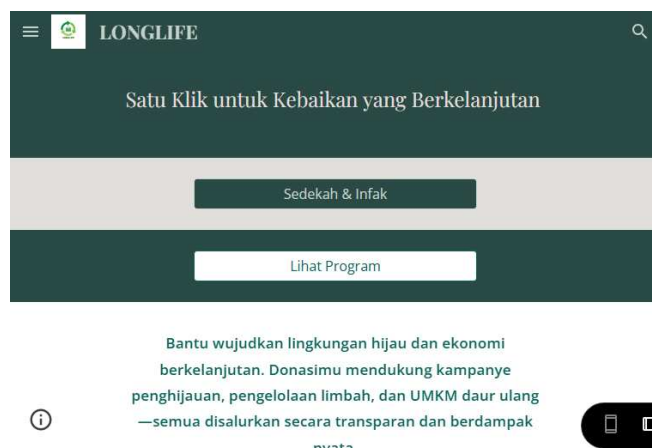 LONGLIFE
Satu Klik untuk Kebaikan yang Berkelanjutan
Sedekah & Infak
Lihat Program
Bantu wujudkan lingkungan hijau dan ekonomi
berkelanjutan. Donasimu mendukung kampanye
penghijauan, pengelolaan limbah, dan UMKM daur ulang
—semua disalurkan secara transparan dan berdampak
nyata